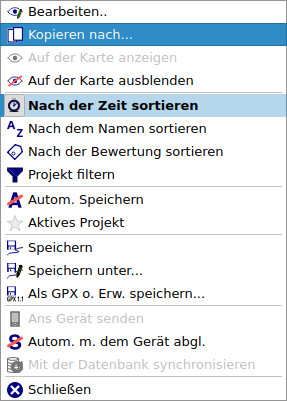 Bearbeiten..
Kopieren nach...
Auf der Karte anzeigen
Auf der Karte ausblenden
Nach der Zeit sortieren
Nach dem Namen sortieren
Nach der Bewertung sortieren
Projekt filtern
Autom. Speichern
Aktives Projekt
Speichern
Speichern unter...
Als GPX o. Erw. speichern...
Ans Gerät senden
Autom. m. dem Gerät abgl.
Mit der Datenbank synchronisieren
Schließen